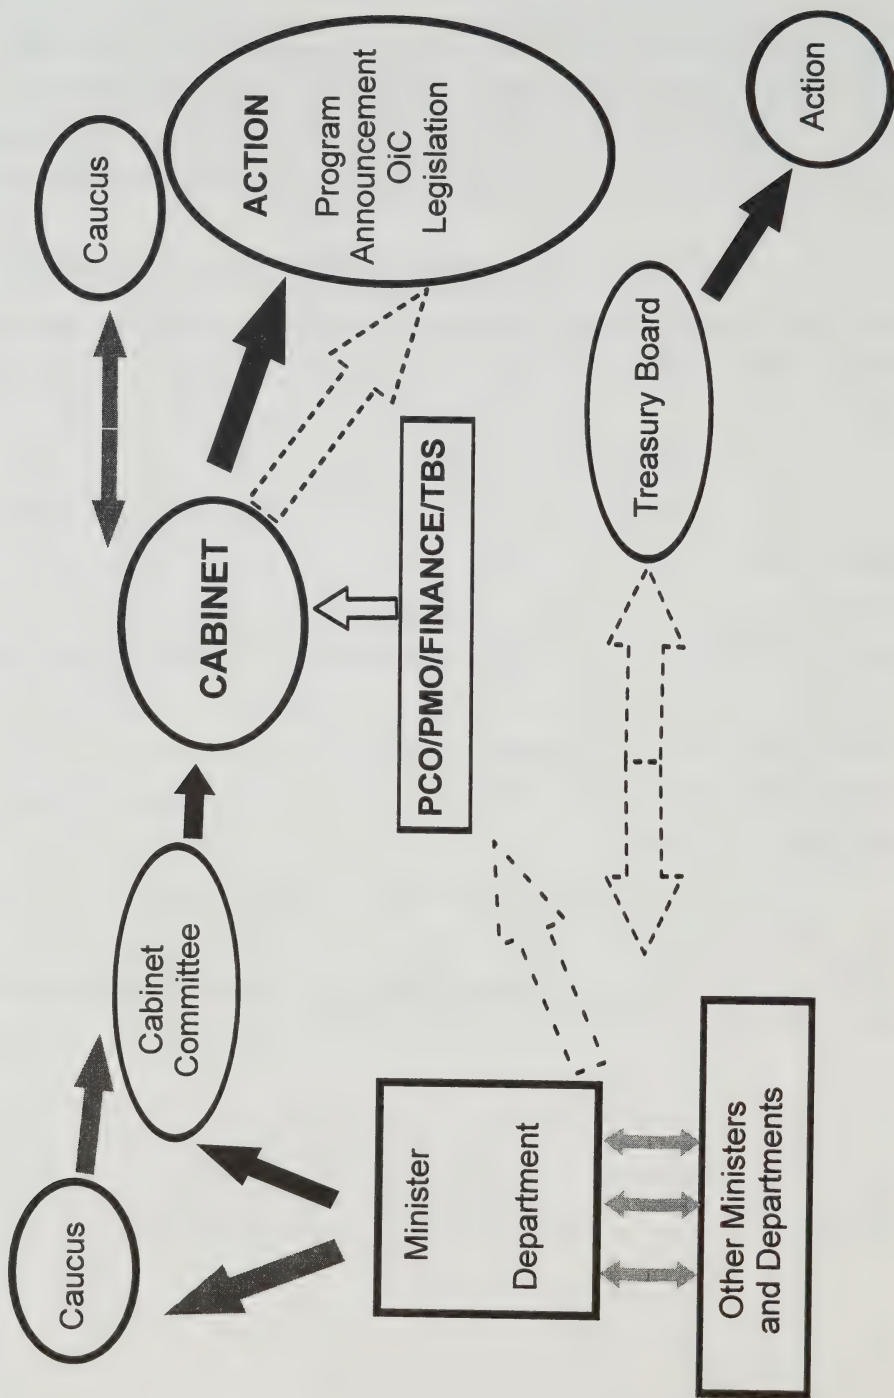 Caucus
Caucus
Cabinet
Committee
CABINET
ACTION
Program
Announcement
OiC
Legislation
Minister
Department
PCO/PMO/FINANCE/TBS
Other Ministers
and Departments
Treasury Board
Action